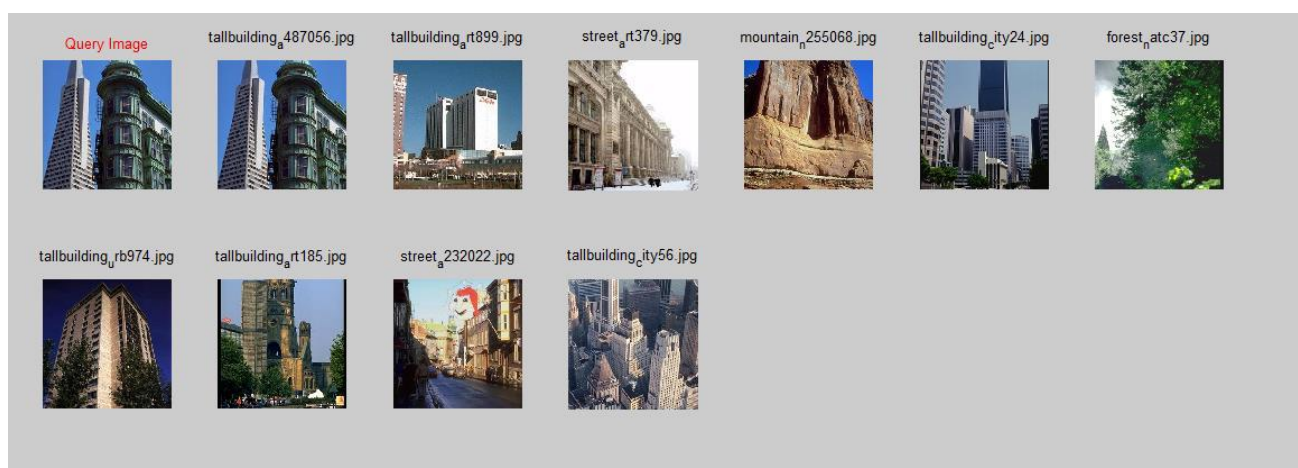 Query Image
tallbuilding_a487056.jpg
tallbuilding_art899.jpg
street_art379.jpg
mountain_n255068.jpg
tallbuilding_city24.jpg
forest_natc37.jpg
tallbuilding_urb974.jpg
tallbuilding_art185.jpg
street_a232022.jpg
tallbuilding_city56.jpg